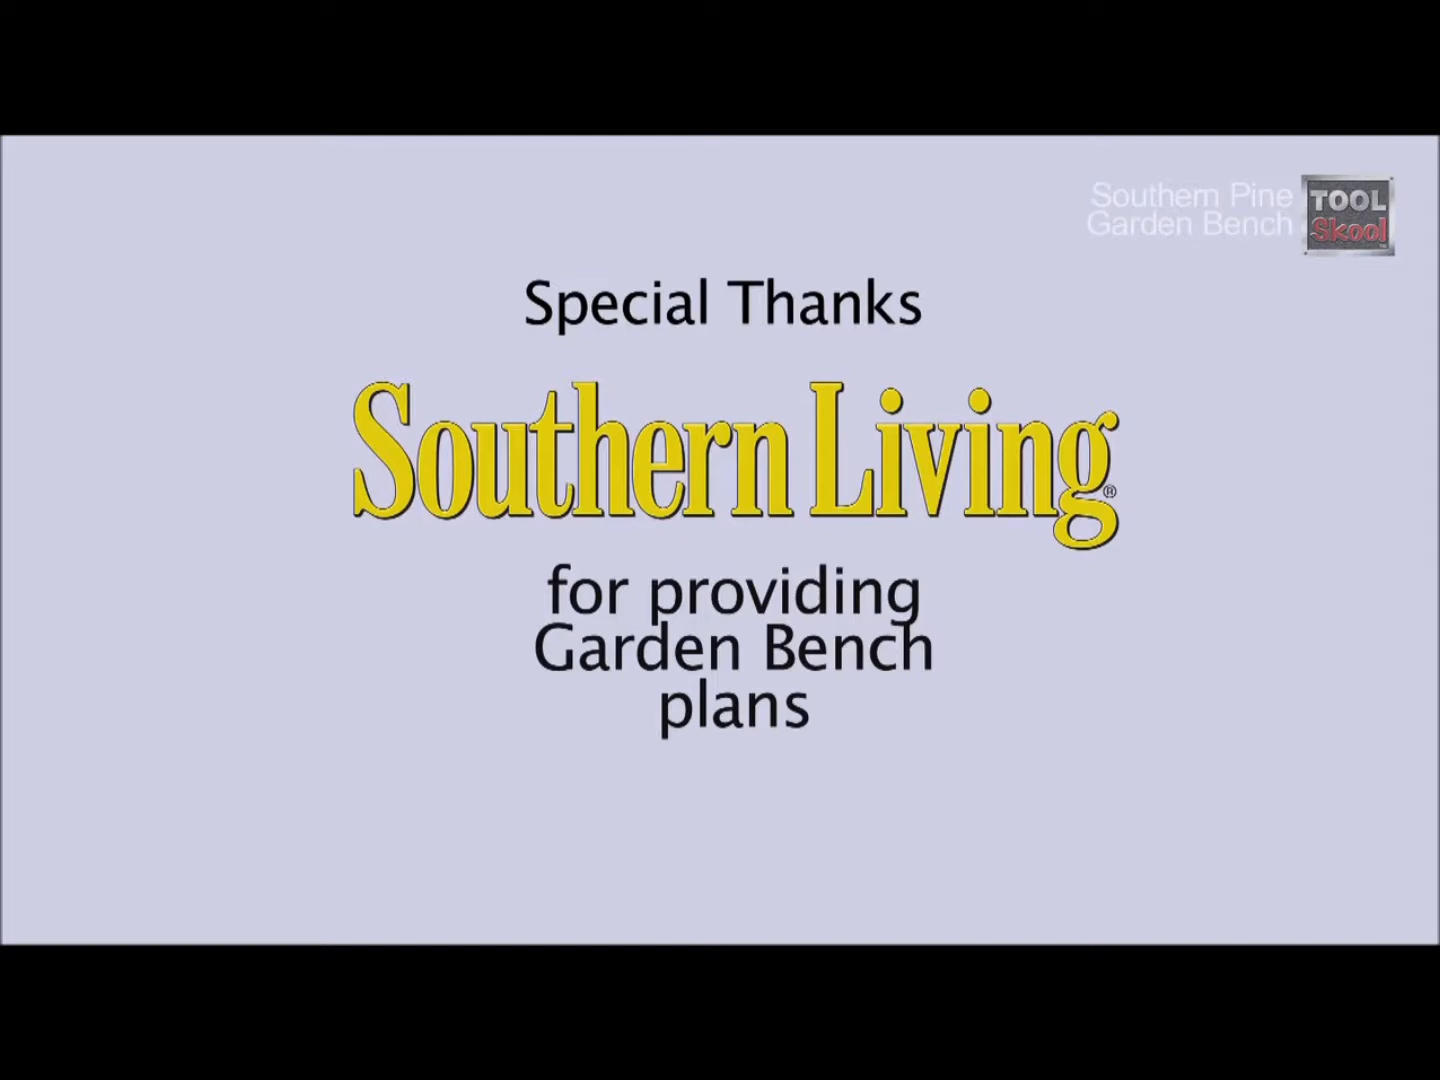 Southern Pine
Garden Bench
TOOL
Skool
Special Thanks
Southern Living®
for providing
Garden Bench
plans